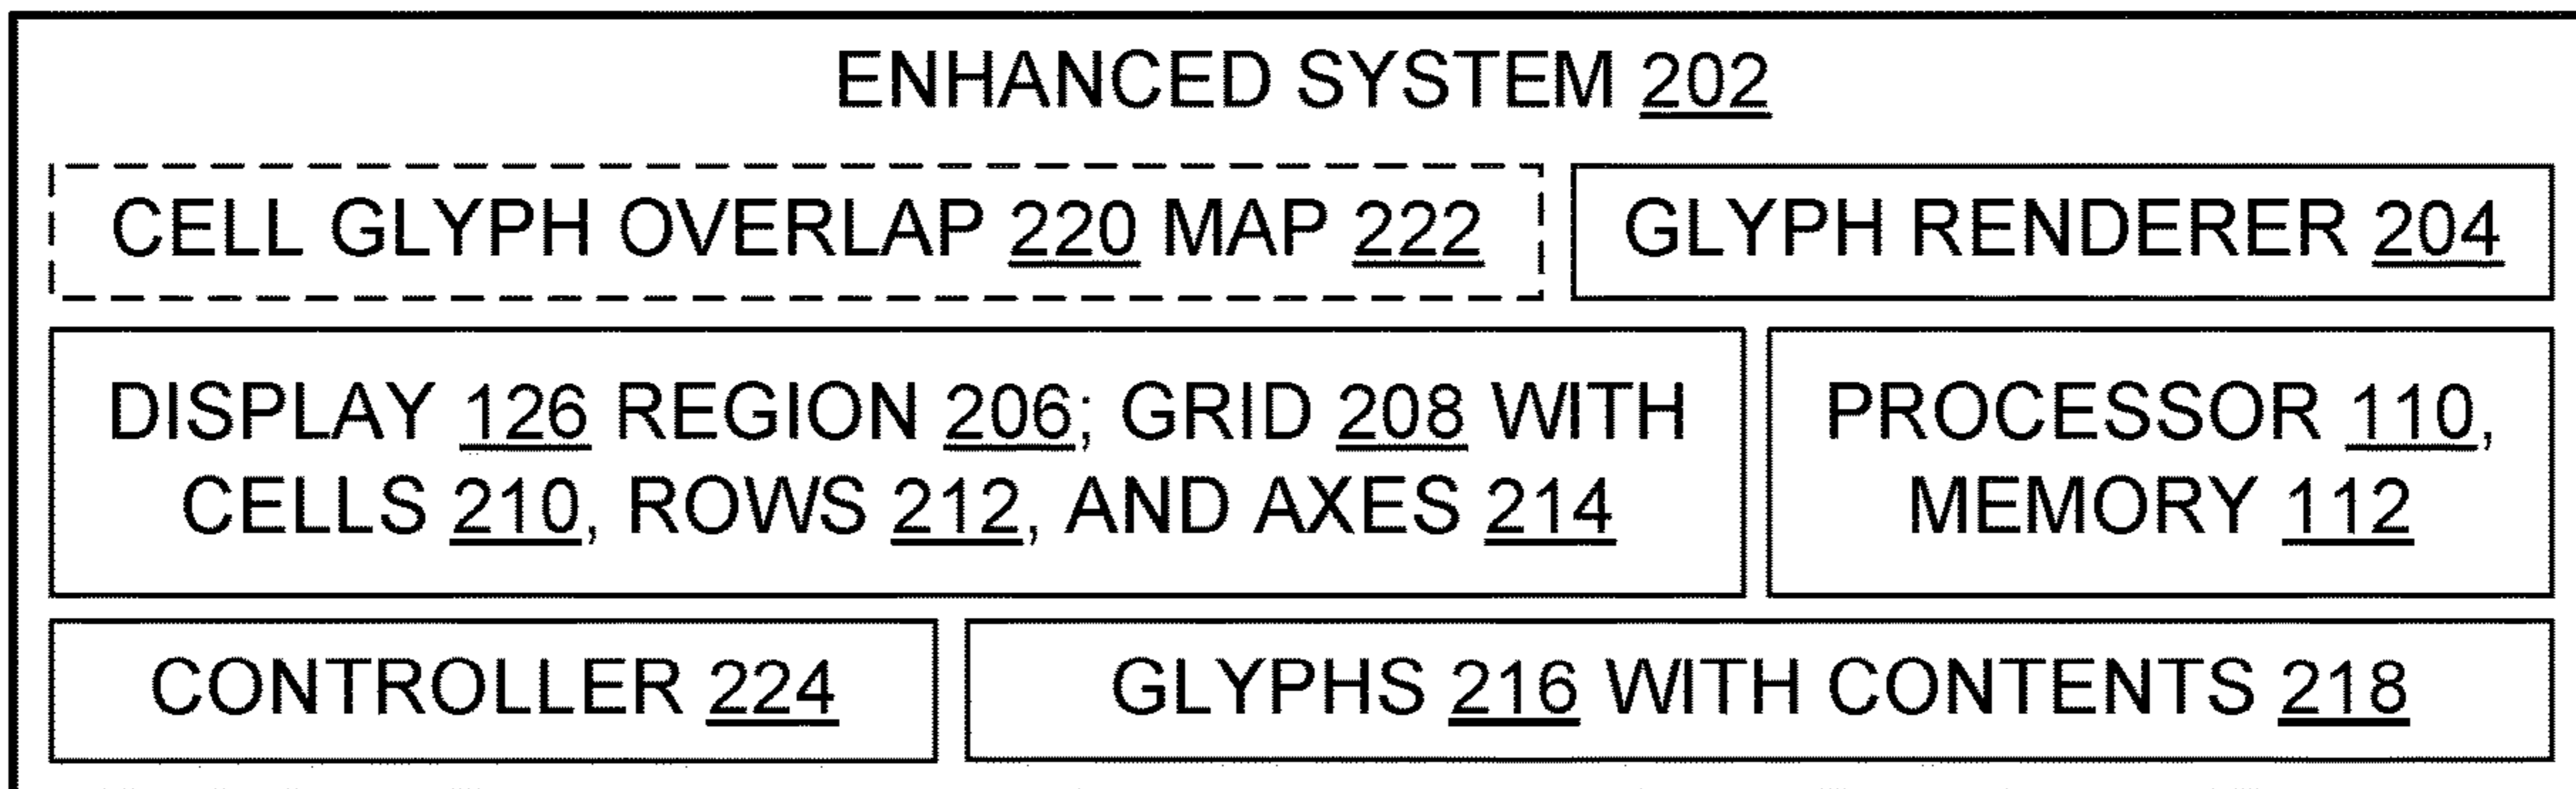 ENHANCED SYSTEM 202
CELL GLYPH OVERLAP 220 MAP 222
GLYPH RENDERER 204
DISPLAY 126 REGION 206; GRID 208 WITH
CELLS 210, ROWS 212, AND AXES 214
PROCESSOR 110,
MEMORY 112
CONTROLLER 224
GLYPHS 216 WITH CONTENTS 218